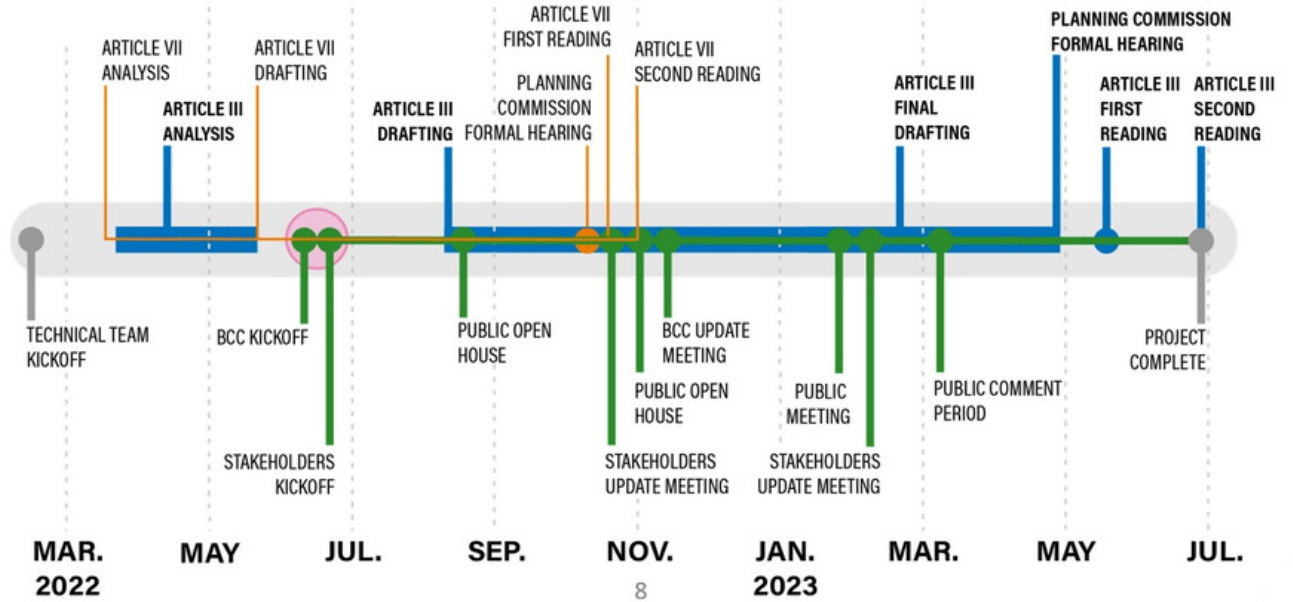 ARTICLE VII
ANALYSIS
ARTICLE III
ANALYSIS
ARTICLE VII
DRAFTING
ARTICLE III
DRAFTING
ARTICLE VII
FIRST READING
PLANNING
COMMISSION
FORMAL HEARING
ARTICLE VII
SECOND READING
ARTICLE III
FINAL
DRAFTING
PLANNING COMMISSION
FORMAL HEARING
ARTICLE III
FIRST
READING
ARTICLE III
SECOND
READING
TECHNICAL TEAM
KICKOFF
BCC KICKOFF
STAKEHOLDERS
KICKOFF
PUBLIC OPEN
HOUSE
STAKEHOLDERS
UPDATE MEETING
PUBLIC OPEN
HOUSE
BCC UPDATE
MEETING
PUBLIC
MEETING
STAKEHOLDERS
UPDATE MEETING
PUBLIC COMMENT
PERIOD
PROJECT
COMPLETE
MAR.
2022
MAY
JUL.
SEP.
NOV.
JAN.
2023
MAR.
MAY
JUL.
8